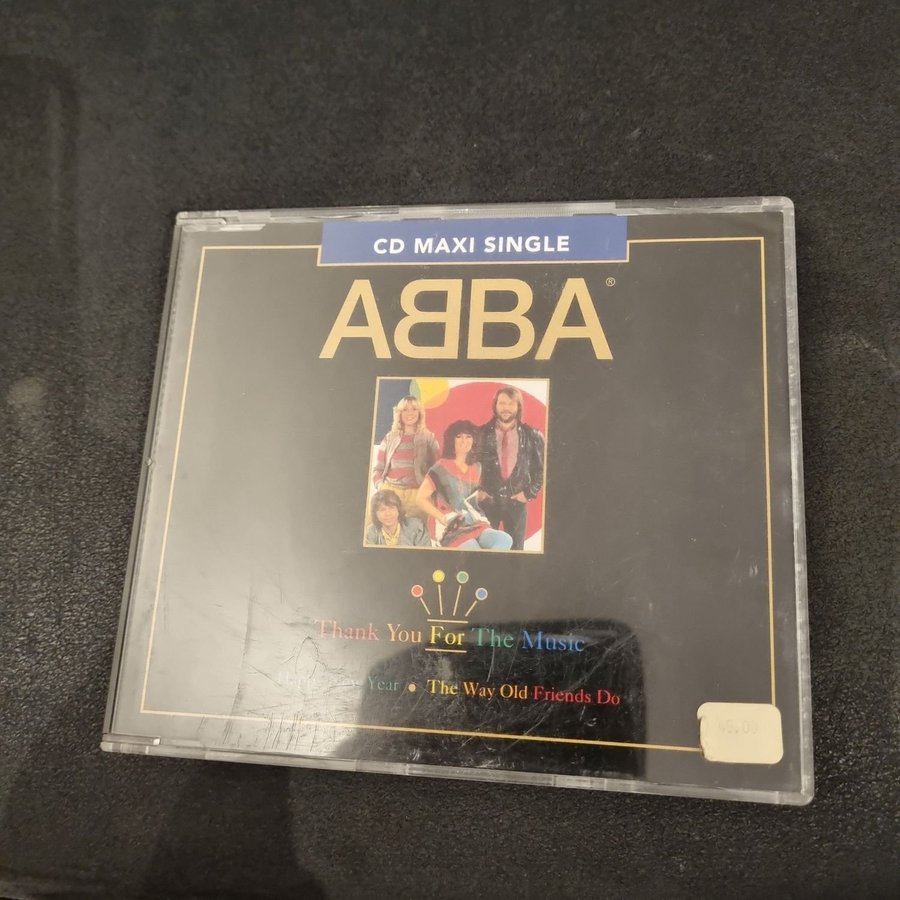 CD MAXI SINGLE
ABBA®
Thank You For The Music
Year • The Way Old Friends Do